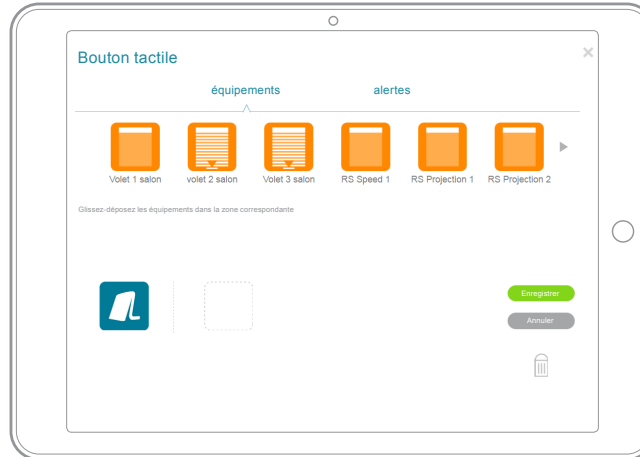 Bouton tactile
équipements
alertes
Volet 1 salon
volet 2 salon
Volet 3 salon
RS Speed 1
RS Projection 1
RS Projection 2
Glissez-déposez les équipements dans la zone correspondante
Enregistrer
Annuler